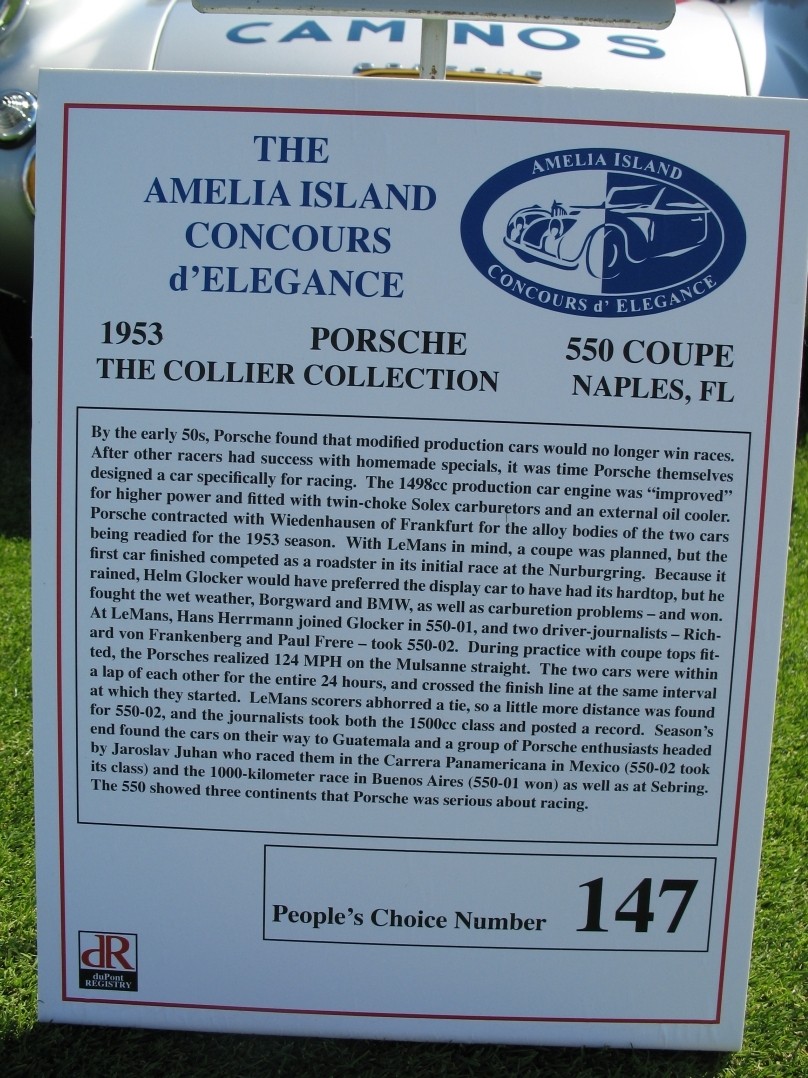 CAMINOS
THE
AMELIA ISLAND
CONCOURS
d'ELEGANCE
AMELIA ISLAND
CONCOURS d' ELEGANCE
1953 PORSCHE 550 COUPE
THE COLLIER COLLECTION NAPLES, FL
By the early 50s, Porsche found that modified production cars would no longer win races.
After other racers had success with homemade specials, it was time Porsche themselves
designed a car specifically for racing. The 1498cc production car engine was “improved”
for higher power and fitted with twin-choke Solex carburetors and an external oil cooler.
Porsche contracted with Wiedenhausen of Frankfurt for the alloy bodies of the two cars
being readied for the 1953 season. With LeMans in mind, a coupe was planned, but the
first car finished competed as a roadster in its initial race at the Nurburgring. Because it
rained, Helm Glocker would have preferred the display car to have had its hardtop, but he
fought the wet weather, Borgward and BMW, as well as carburetion problems – and won.
At LeMans, Hans Herrmann joined Glocker in 550-01, and two driver-journalists – Rich-
ard von Frankenberg and Paul Frere – took 550-02. During practice with coupe tops fit-
ted, the Porsches realized 124 MPH on the Mulsanne straight. The two cars were within
a lap of each other for the entire 24 hours, and crossed the finish line at the same interval
at which they started. LeMans scorers abhorred a tie, so a little more distance was found
for 550-02, and the journalists took both the 1500cc class and posted a record. Season's
end found the cars on their way to Guatemala and a group of Porsche enthusiasts headed
by Jaroslav Juhan who raced them in the Carrera Panamericana in Mexico (550-02 took
its class) and the 1000-kilometer race in Buenos Aires (550-01 won) as well as at Sebring.
The 550 showed three continents that Porsche was serious about racing.
People's Choice Number 147
dR
duPont
REGISTRY